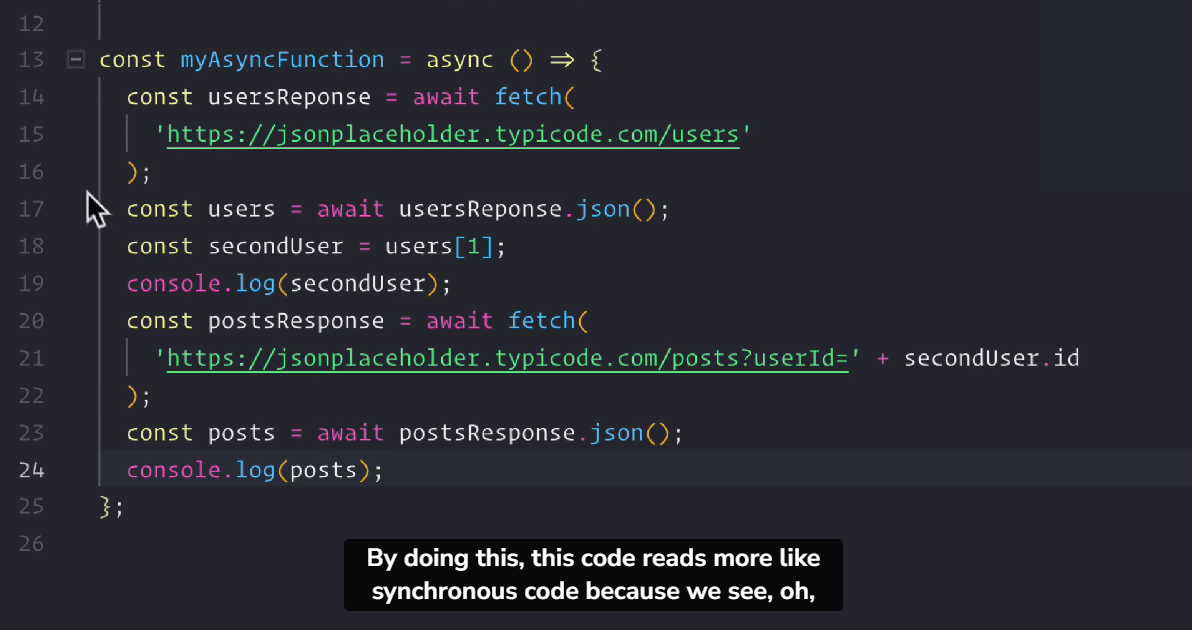 12
13 const myAsyncFunction = async () => {
14 const usersReponse = await fetch(
15 'https://jsonplaceholder.typicode.com/users'
16 );
17 const users = await usersReponse.json();
18 const secondUser = users[1];
19 console.log(secondUser);
20 const postsResponse = await fetch(
21 'https://jsonplaceholder.typicode.com/posts?userId=' + secondUser.id
22 );
23 const posts = await postsResponse.json();
24 console.log(posts);
25 };
26
By doing this, this code reads more like
synchronous code because we see, oh,